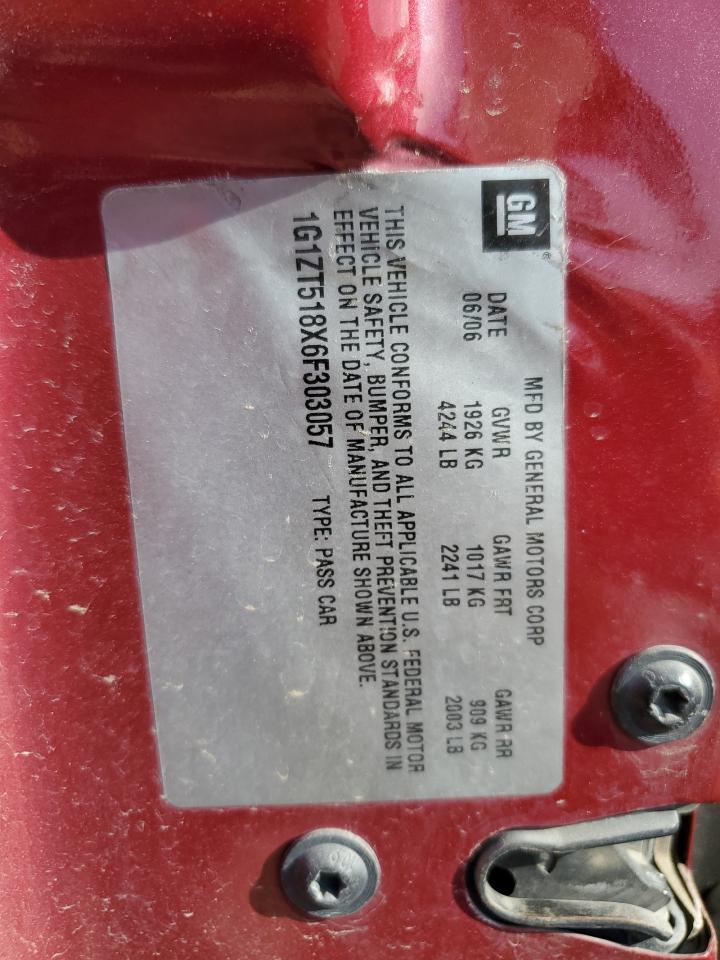 GM
MFD BY GENERAL MOTORS CORP
DATE GVWR GAWR FRT GAWR RR
06/06 1926 KG 1017 KG 909 KG
4244 LB 2241 LB 2003 LB
THIS VEHICLE CONFORMS TO ALL APPLICABLE U.S. FEDERAL MOTOR
VEHICLE SAFETY, BUMPER, AND THEFT PREVENTION STANDARDS IN
EFFECT ON THE DATE OF MANUFACTURE SHOWN ABOVE.
1G1ZT518X6F303057 TYPE: PASS CAR